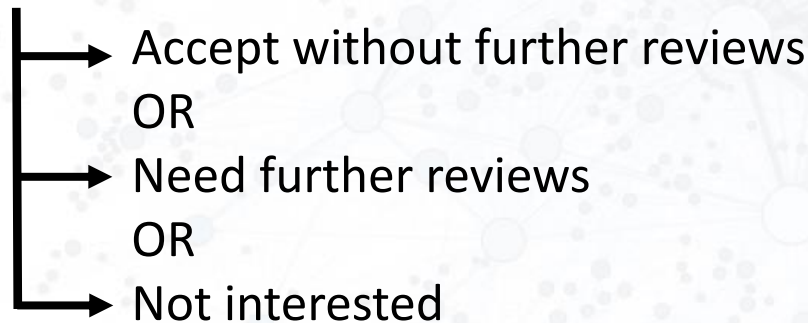 Accept without further reviews
OR
Need further reviews
OR
Not interested